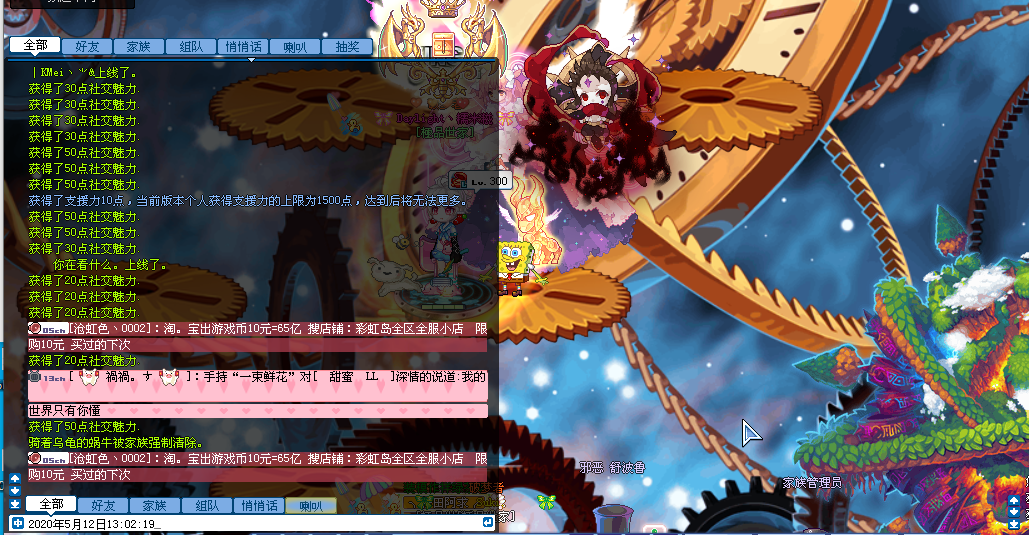 全部 好友 家族 组队 悄悄话 喇叭 抽奖
丨KMei丶ⵯ&上线了。
获得了30点社交魅力.
获得了30点社交魅力.
获得了30点社交魅力.
获得了30点社交魅力.
获得了50点社交魅力.
获得了50点社交魅力.
获得了50点社交魅力.
获得了支援力10点，当前版本个人获得支援力的上限为1500点，达到后将无法更多。
获得了50点社交魅力.
获得了50点社交魅力.
获得了30点社交魅力.
你在看什么。上线了。
获得了20点社交魅力.
获得了20点社交魅力.
获得了20点社交魅力.
05ch [沧虹色丶0002]：淘。宝出游戏币10元=65亿 搜店铺：彩虹岛全区全服小店 限
购10元 买过的下次
获得了20点社交魅力.
13ch [ 禍禍。す ]：手持“一束鲜花”对[ 甜蜜 LL ]深情的说道:我的
世界只有你懂
获得了50点社交魅力.
骑着乌龟的蜗牛被家族强制清除。
05ch [沧虹色丶0002]：淘。宝出游戏币10元=65亿 搜店铺：彩虹岛全区全服小店 限
购10元 买过的下次
全部 好友 家族 组队 悄悄话 喇叭
2020年5月12日13:02:19_
Lv.300
邪恶 舒波鲁
家族管理员